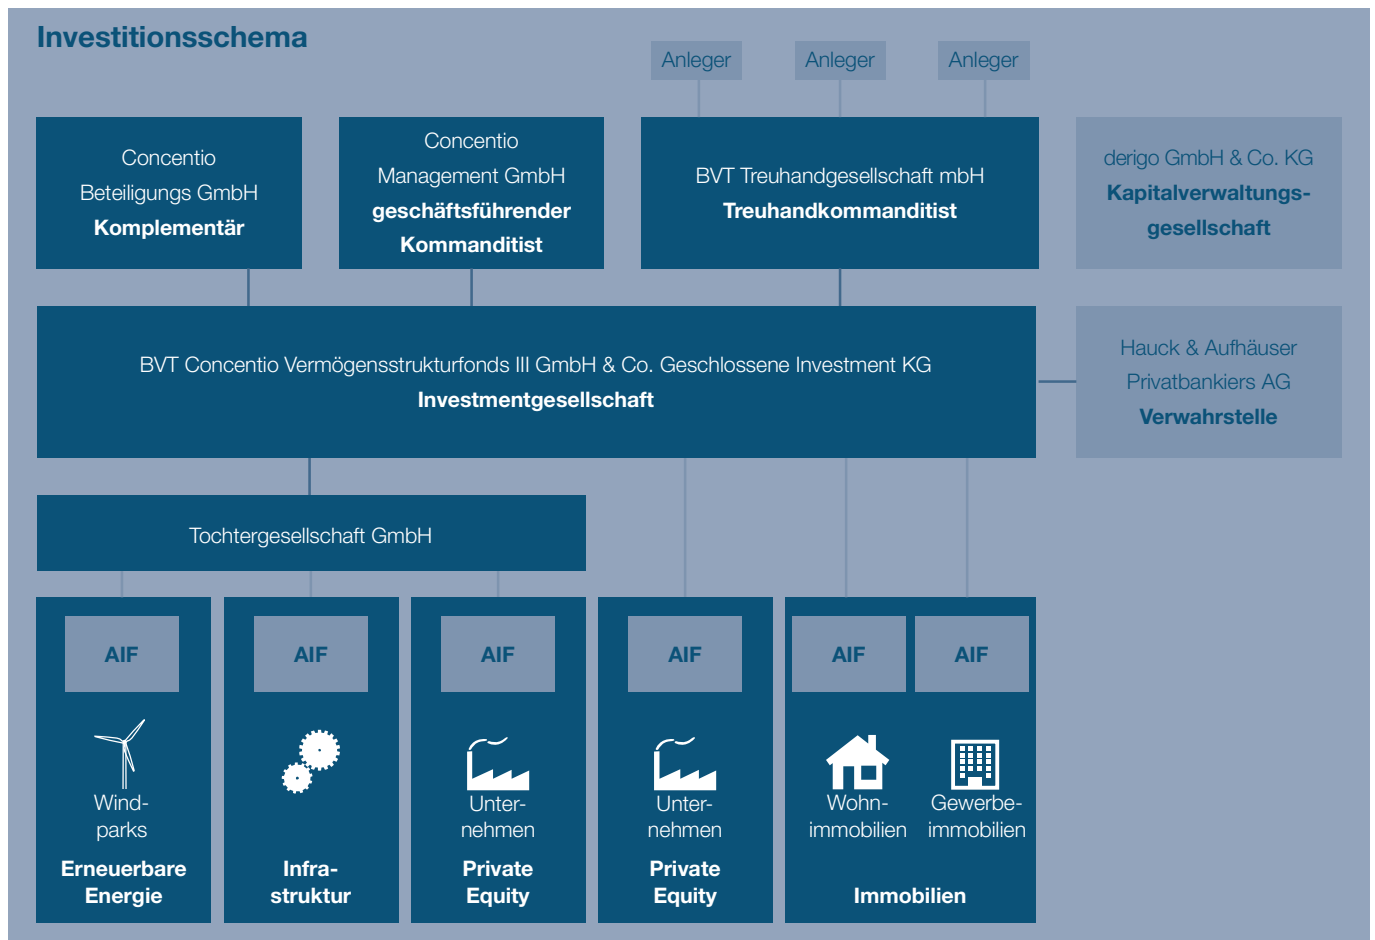 Investitionsschema
Anleger
Anleger
Anleger
Concentio
Beteiligungs GmbH
Komplementär
Concentio
Management GmbH
geschäftsführender
Kommanditist
BVT Treuhandgesellschaft mbH
Treuhandkommanditist
derigo GmbH & Co. KG
Kapitalverwaltungs-
gesellschaft
BVT Concentio Vermögensstrukturfonds III GmbH & Co. Geschlossene Investment KG
Investmentgesellschaft
Hauck & Aufhäuser
Privatbankiers AG
Verwahrstelle
Tochtergesellschaft GmbH
AIF
Wind-
parks
Erneuerbare
Energie
AIF
Infra-
struktur
AIF
Unter-
nehmen
Private
Equity
AIF
Unter-
nehmen
Private
Equity
AIF
Wohn-
immobilien
AIF
Gewerbe-
immobilien
Immobilien